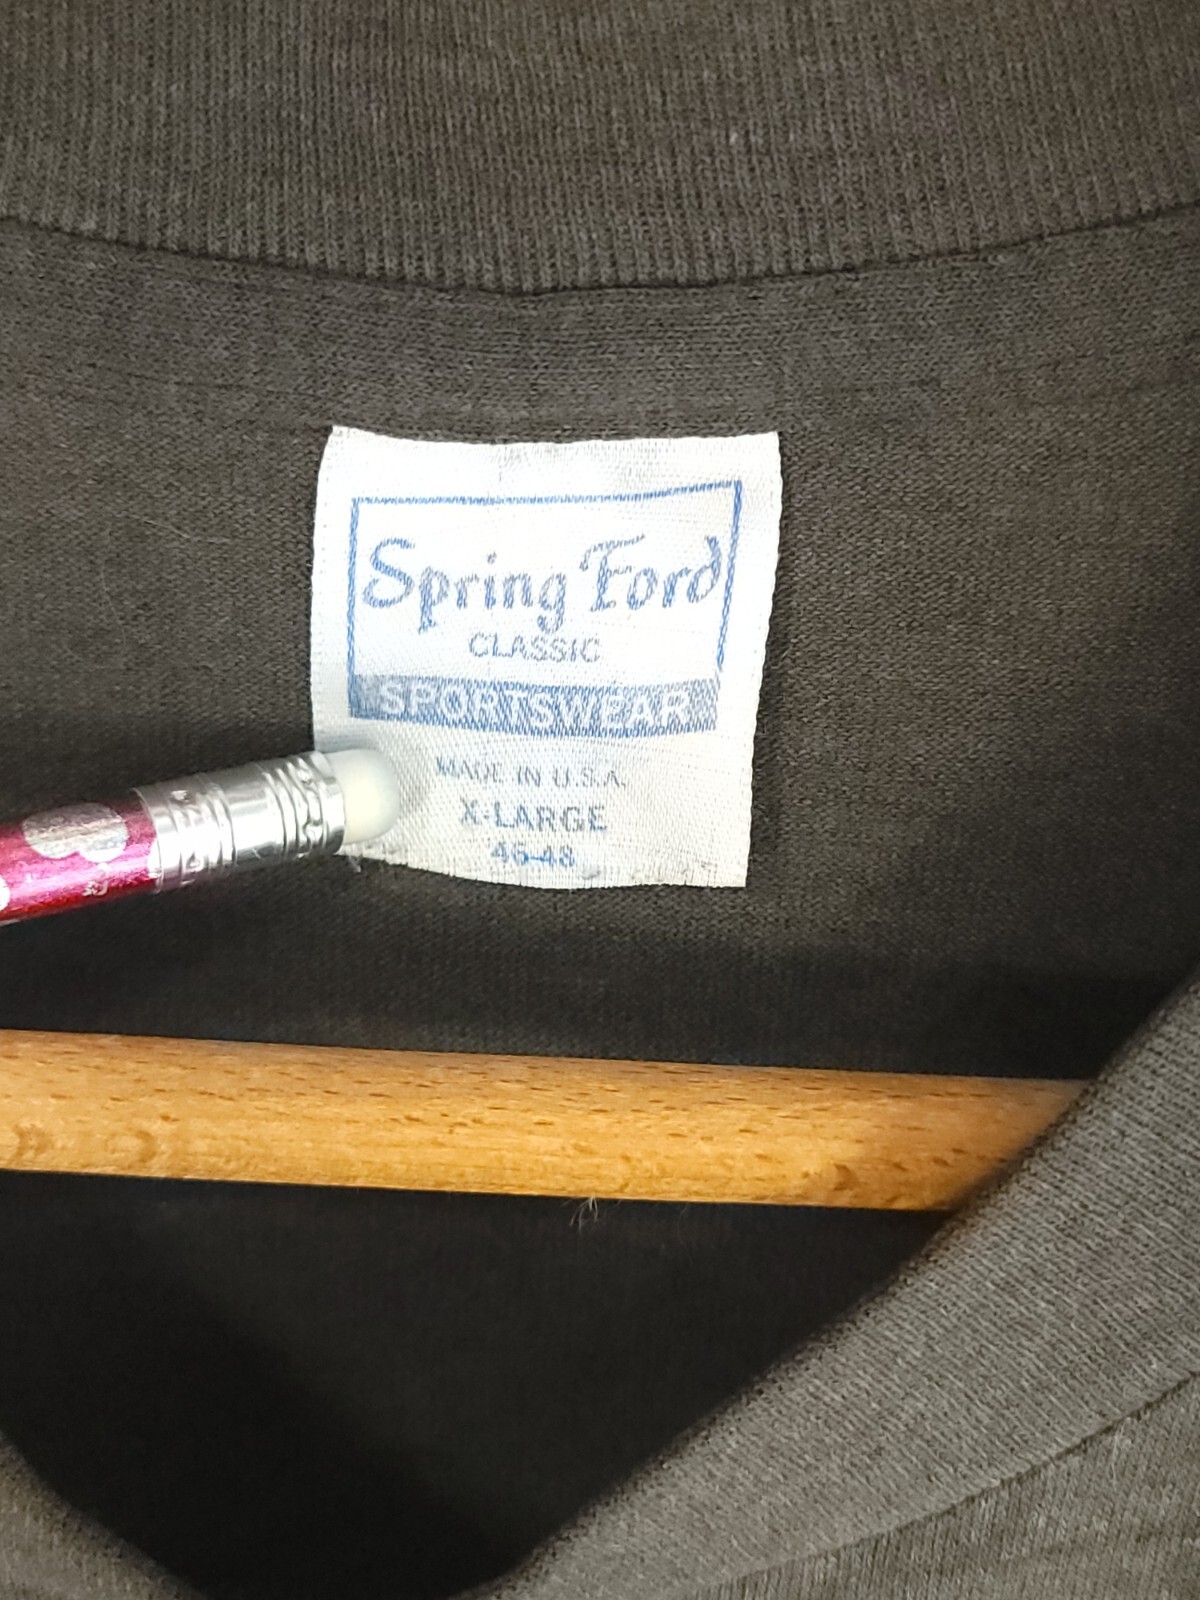 Spring Ford
CLASSIC
SPORTSWEAR
MADE IN U.S.A.
X-LARGE
46-48